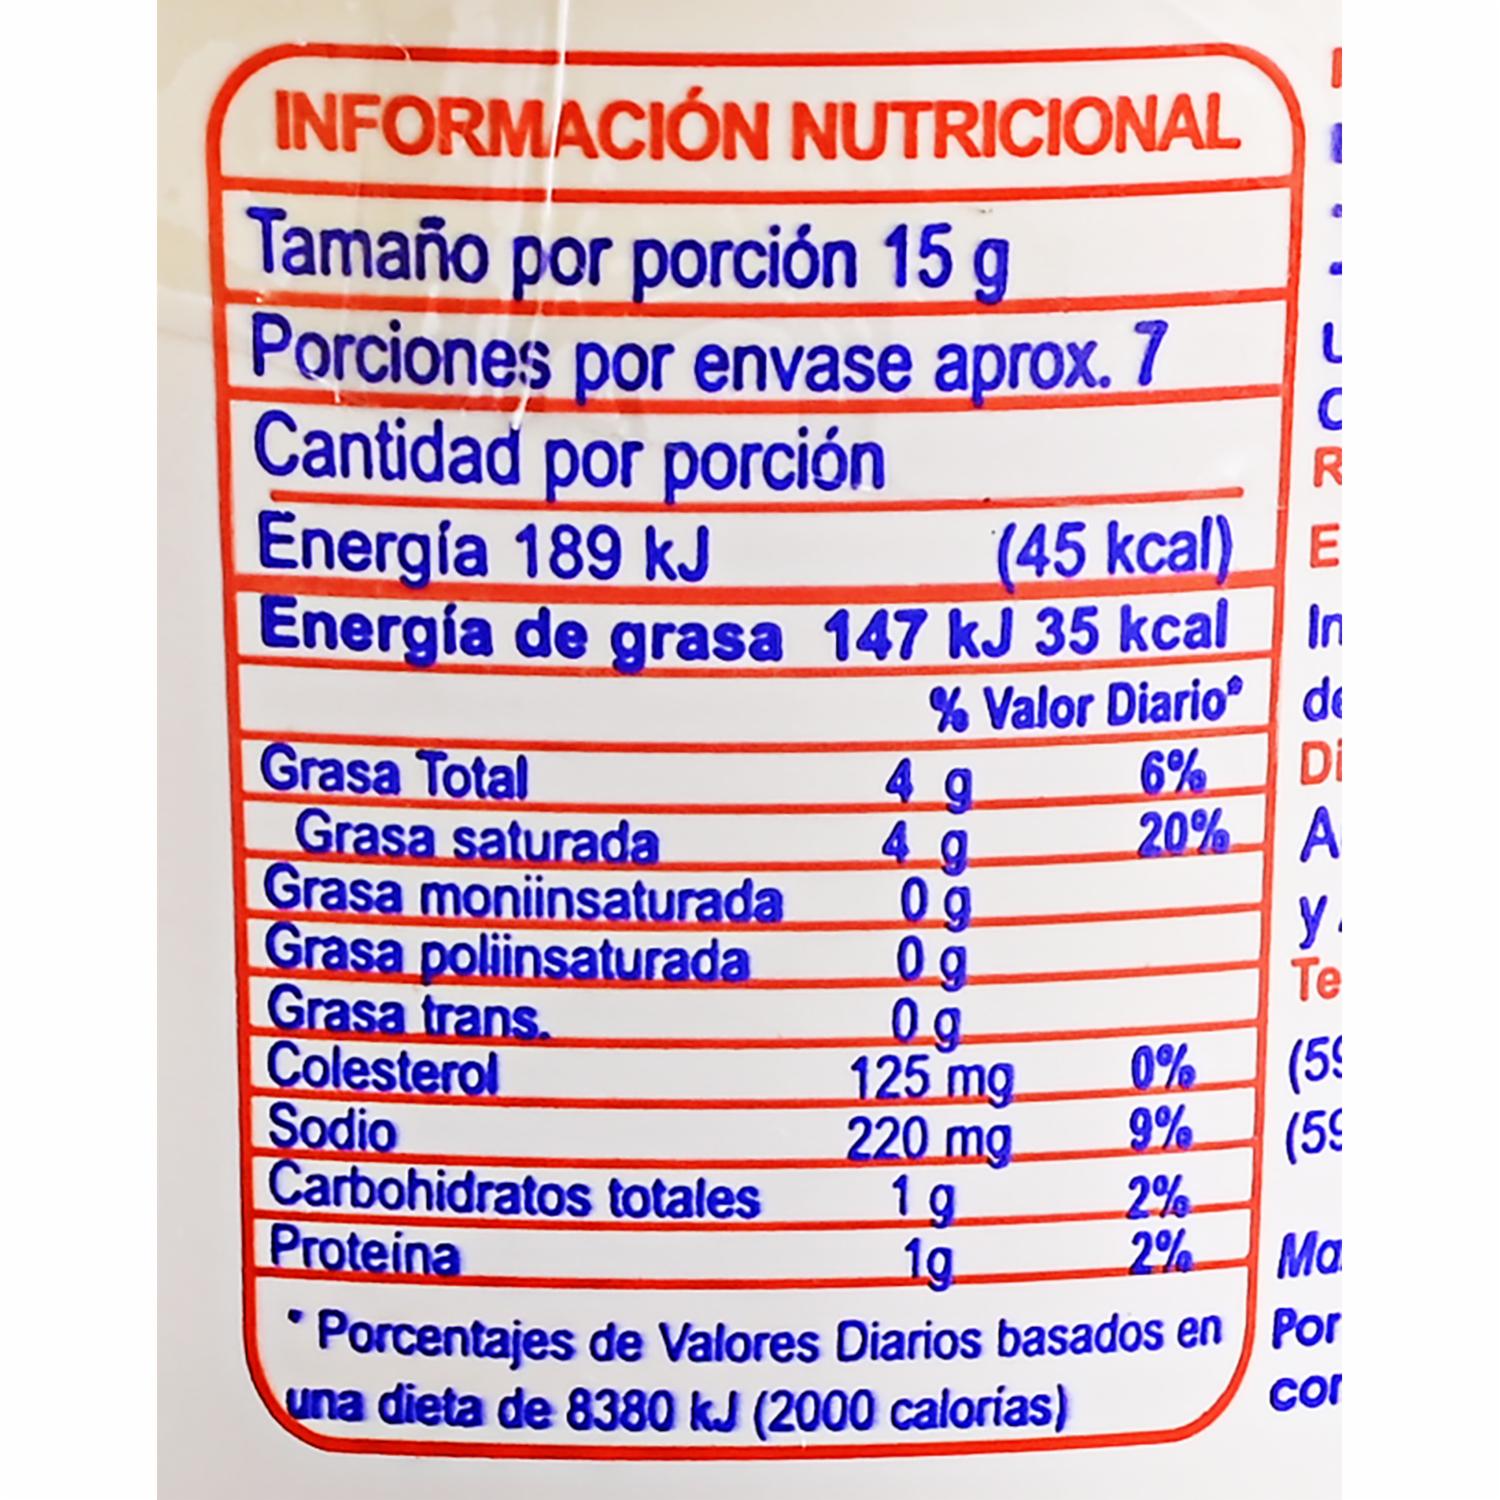 INFORMACIÓN NUTRICIONAL
Tamaño por porción 15 g
Porciones por envase aprox. 7
Cantidad por porción
Energía 189 kJ (45 kcal)
Energía de grasa 147 kJ 35 kcal
% Valor Diario*
Grasa Total 4 g 6%
Grasa saturada 4 g 20%
Grasa moniinsaturada 0 g
Grasa poliinsaturada 0 g
Grasa trans. 0 g
Colesterol 125 mg 0%
Sodio 220 mg 9%
Carbohidratos totales 1 g 2%
Proteína 1g 2%
* Porcentajes de Valores Diarios basados en
una dieta de 8380 kJ (2000 calorías)